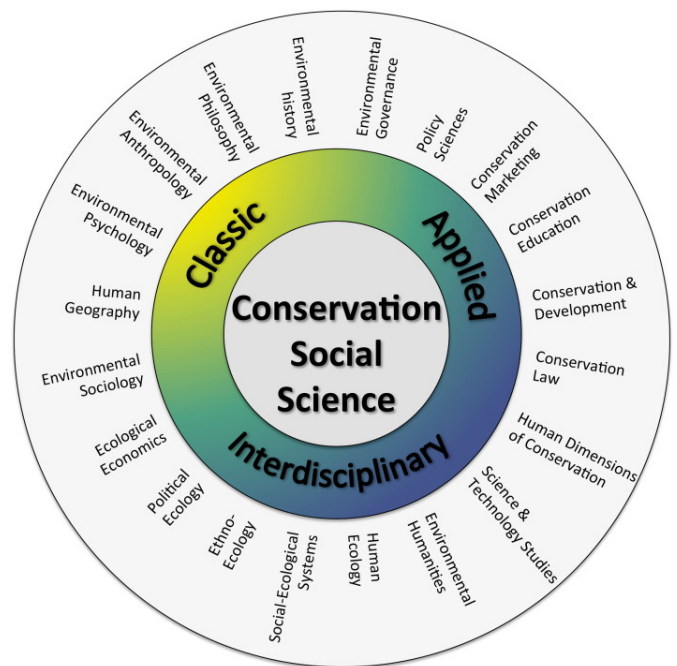 Conservation
Social
Science
Classic
Applied
Interdisciplinary
Environmental
history
Environmental
Governance
Policy
Sciences
Conservation
Marketing
Conservation
Education
Conservation &
Development
Conservation
Law
Human Dimensions
of Conservation
Science &
Technology Studies
Environmental
Humanities
Human
Ecology
Social-Ecological
Systems
Ethno-
Ecology
Political
Ecology
Ecological
Economics
Environmental
Sociology
Human
Geography
Environmental
Psychology
Environmental
Anthropology
Environmental
Philosophy